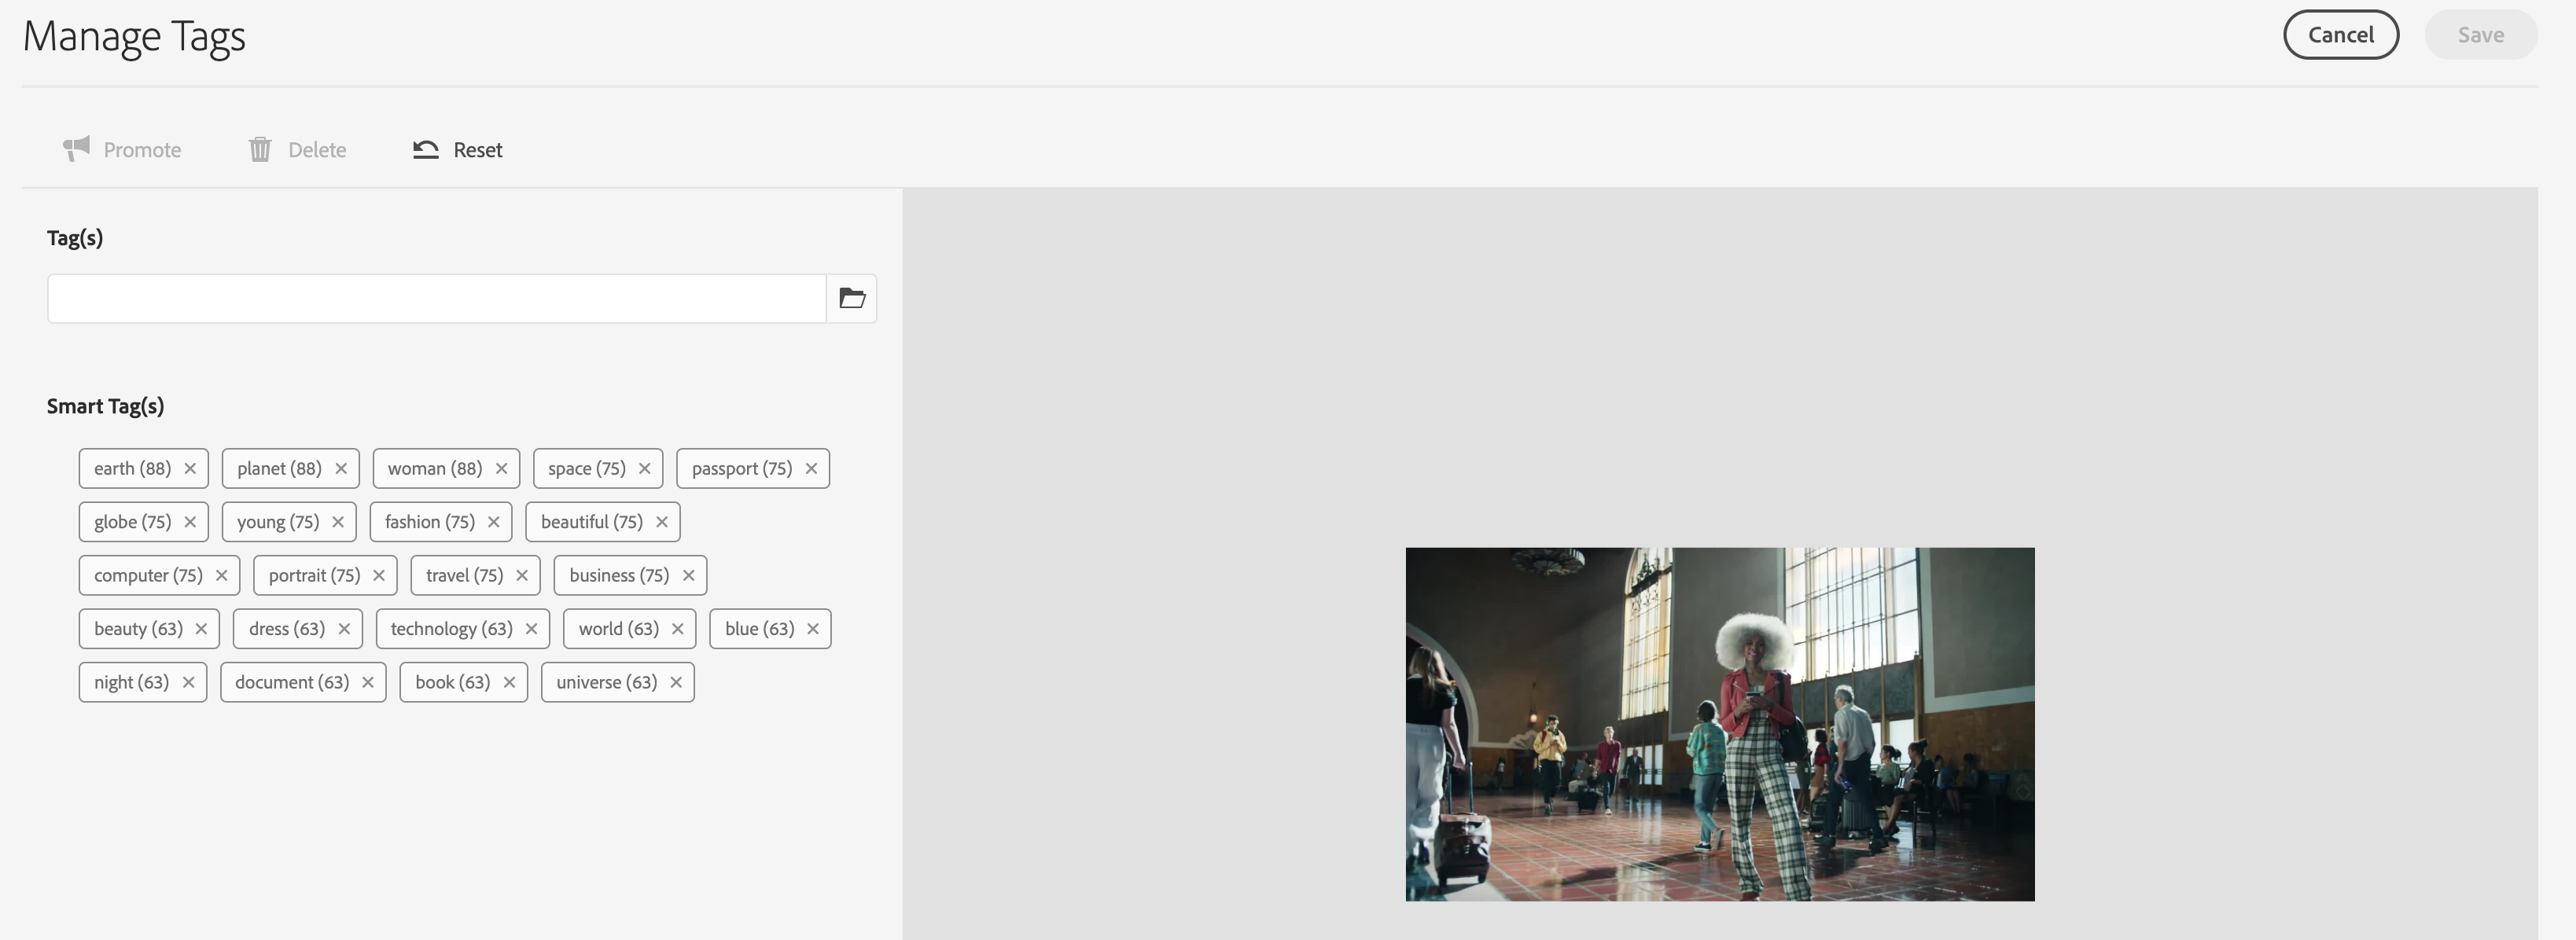 Manage Tags
Cancel
Save
Promote
Delete
Reset
Tag(s)
Smart Tag(s)
earth (88) planet (88) woman (88) space (75) passport (75)
globe (75) young (75) fashion (75) beautiful (75)
computer (75) portrait (75) travel (75) business (75)
beauty (63) dress (63) technology (63) world (63) blue (63)
night (63) document (63) book (63) universe (63)